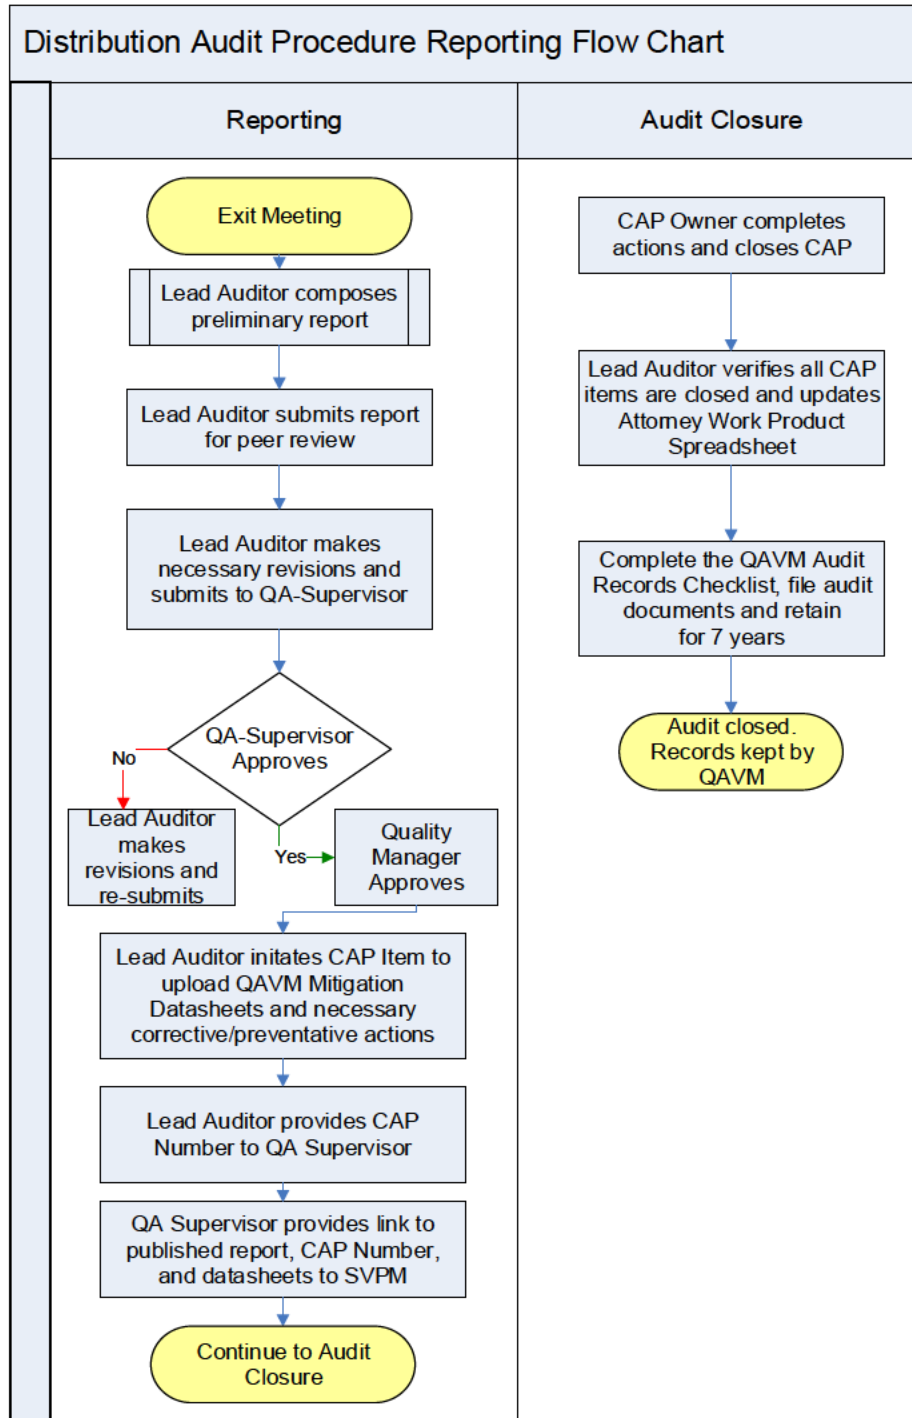 Distribution Audit Procedure Reporting Flow Chart
Reporting
Exit Meeting
Lead Auditor composes
preliminary report
Lead Auditor submits report
for peer review
Lead Auditor makes
necessary revisions and
submits to QA-Supervisor
QA-Supervisor
Approves
No
Yes
Lead Auditor
makes
revisions and
re-submits
Quality
Manager
Approves
Lead Auditor initates CAP Item to
upload QAVM Mitigation
Datasheets and necessary
corrective/preventative actions
Lead Auditor provides CAP
Number to QA Supervisor
QA Supervisor provides link to
published report, CAP Number,
and datasheets to SVPM
Continue to Audit
Closure
Audit Closure
CAP Owner completes
actions and closes CAP
Lead Auditor verifies all CAP
items are closed and updates
Attorney Work Product
Spreadsheet
Complete the QAVM Audit
Records Checklist, file audit
documents and retain
for 7 years
Audit closed.
Records kept by
QAVM